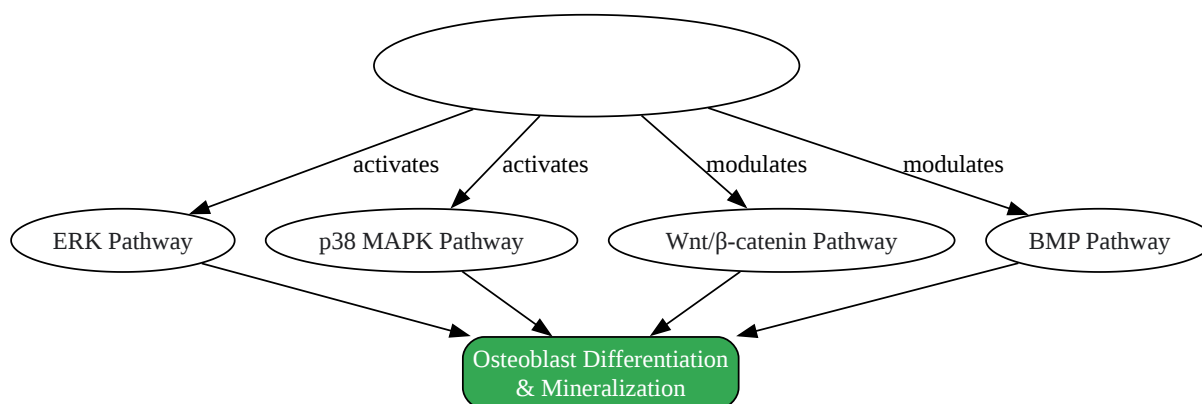 activates
activates
modulates
modulates
ERK Pathway
p38 MAPK Pathway
Wnt/β-catenin Pathway
BMP Pathway
Osteoblast Differentiation
& Mineralization